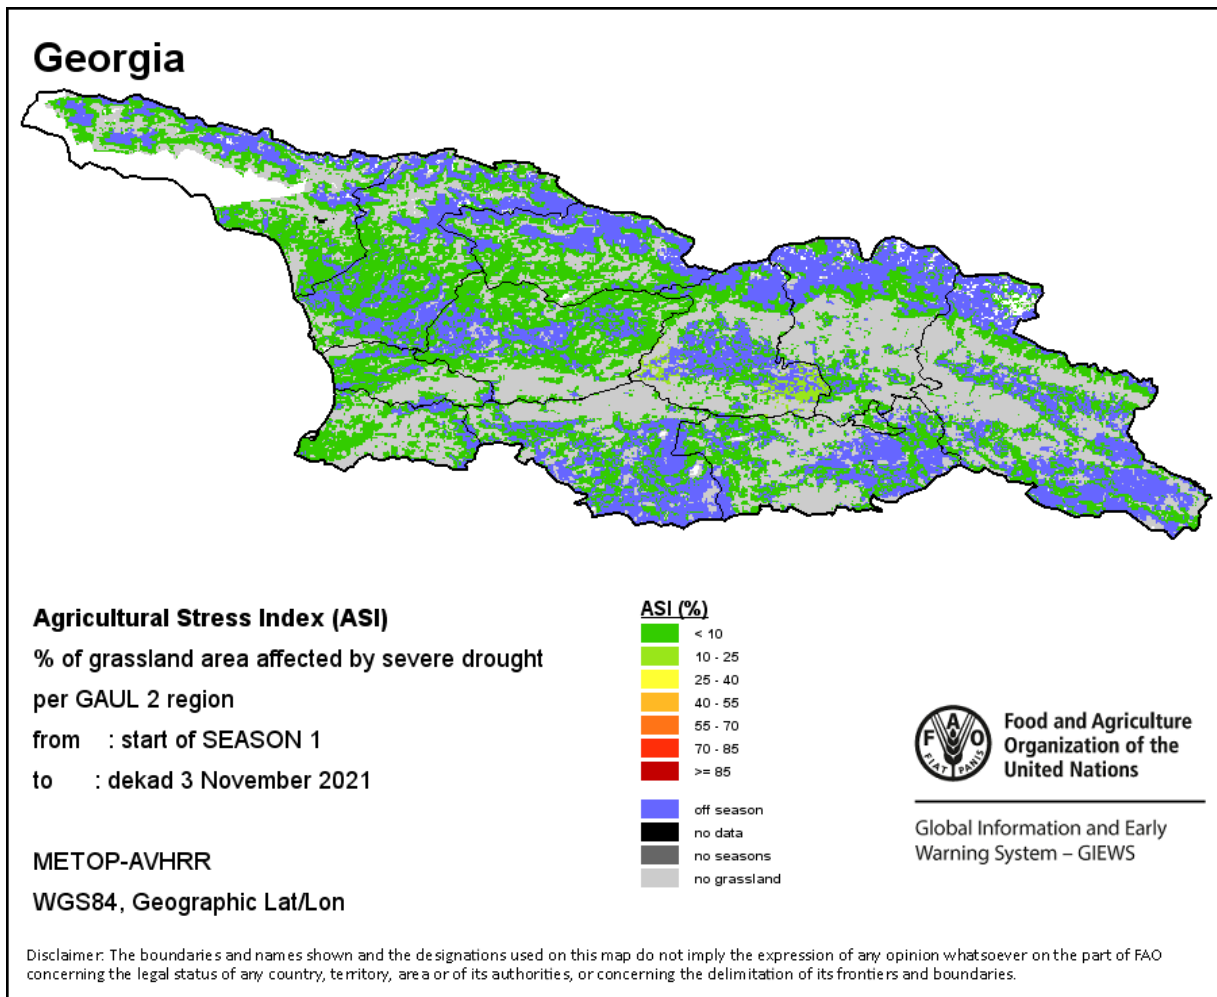 Georgia
Agricultural Stress Index (ASI)
% of grassland area affected by severe drought
per GAUL 2 region
from : start of SEASON 1
to : dekad 3 November 2021
METOP-AVHRR
WGS84, Geographic Lat/Lon
ASI (%)
< 10
10 - 25
25 - 40
40 - 55
55 - 70
70 - 85
>= 85
off season
no data
no seasons
no grassland
F A O
FIAT PANIS
Food and Agriculture
Organization of the
United Nations
Global Information and Early
Warning System – GIEWS
Disclaimer: The boundaries and names shown and the designations used on this map do not imply the expression of any opinion whatsoever on the part of FAO
concerning the legal status of any country, territory, area or of its authorities, or concerning the delimitation of its frontiers and boundaries.